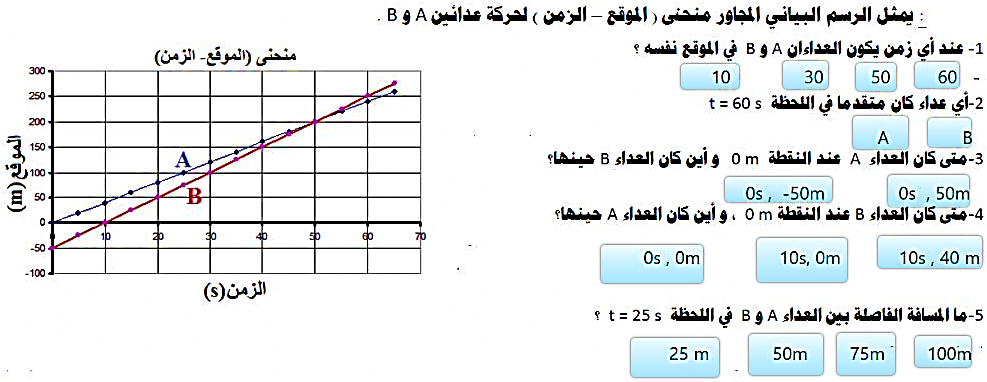 : يمثل الرسم البياني المجاور منحنى ( الموقع – الزمن ) لحركة عدائين A و B .
1- عند أي زمن يكون العداءان A و B في الموقع نفسه ؟
60 50 30 10
2-أي عداء كان متقدما في اللحظة t = 60 s
B A
3-متى كان العداء A عند النقطة 0 m و أين كان العداء B حينها؟
0s , 50m 0s , -50m
4-متى كان العداء B عند النقطة 0 m ، و أين كان العداء A حينها؟
10s , 40 m 10s, 0m 0s , 0m
5-ما المسافة الفاصلة بين العداء A و B في اللحظة t = 25 s ؟
100m 75m 50m 25 m
منحنى (الموقع- الزمن)
الموقع(m)
300
250
200
150
100
50
0
-50
-100
A
B
0 10 20 30 40 50 60 70
الزمن(s)